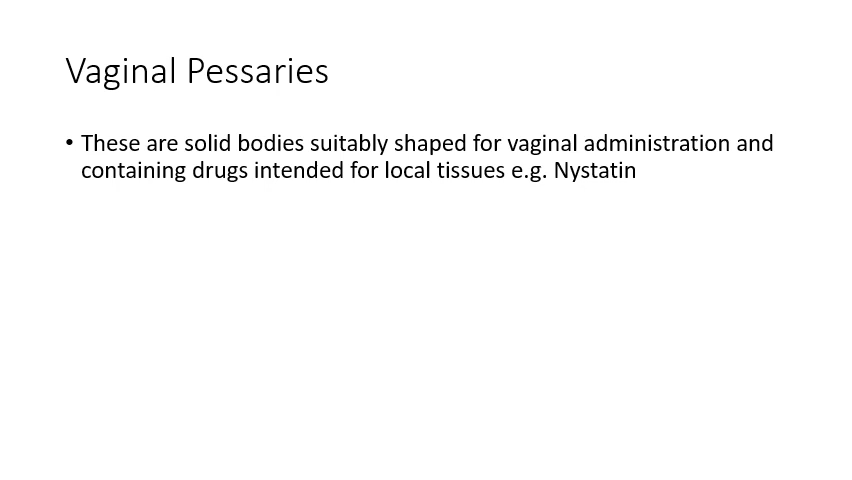 Vaginal Pessaries
• These are solid bodies suitably shaped for vaginal administration and
containing drugs intended for local tissues e.g. Nystatin